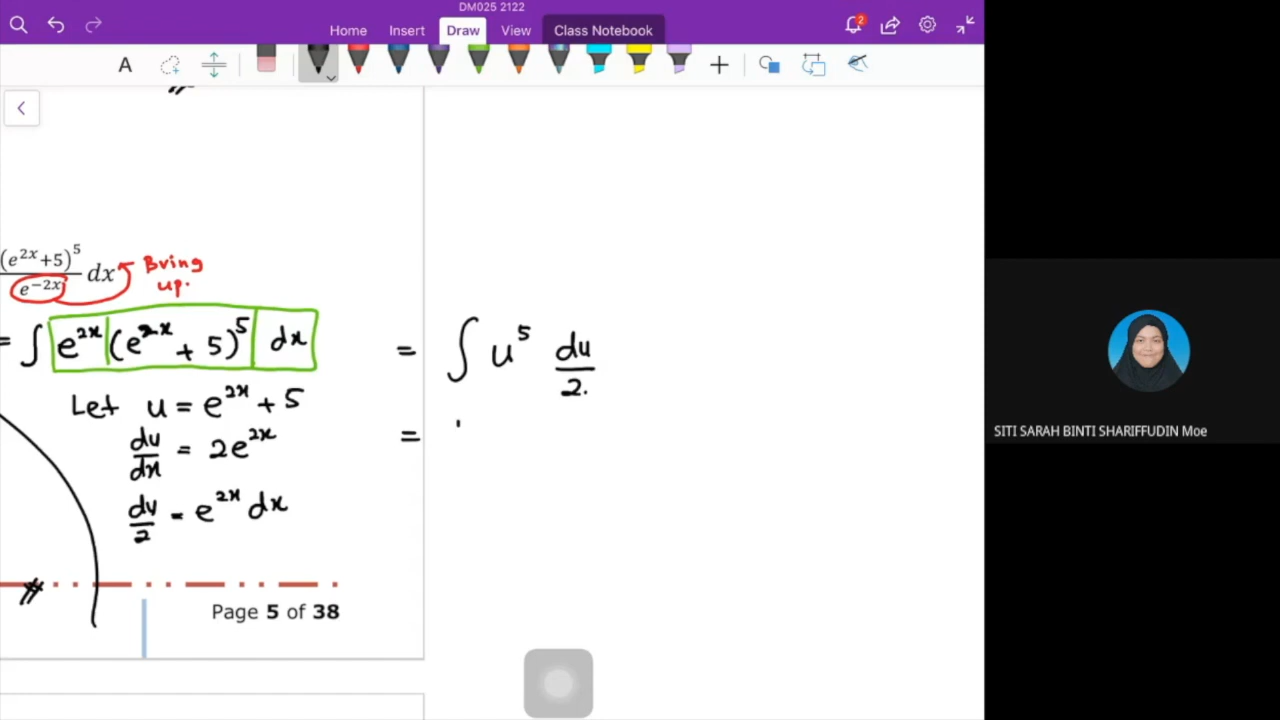 DM025 2122
Home Insert Draw View Class Notebook
2
A
(e^{2x}+5)^5 / e^{-2x} dx
Bring up.
= ∫ e^{2x} (e^{2x} + 5)^5 dx = ∫ u^5 du/2.
Let u = e^{2x} + 5
du/dx = 2e^{2x} =
du/2 = e^{2x} dx
Page 5 of 38
SITI SARAH BINTI SHARIFFUDIN Moe